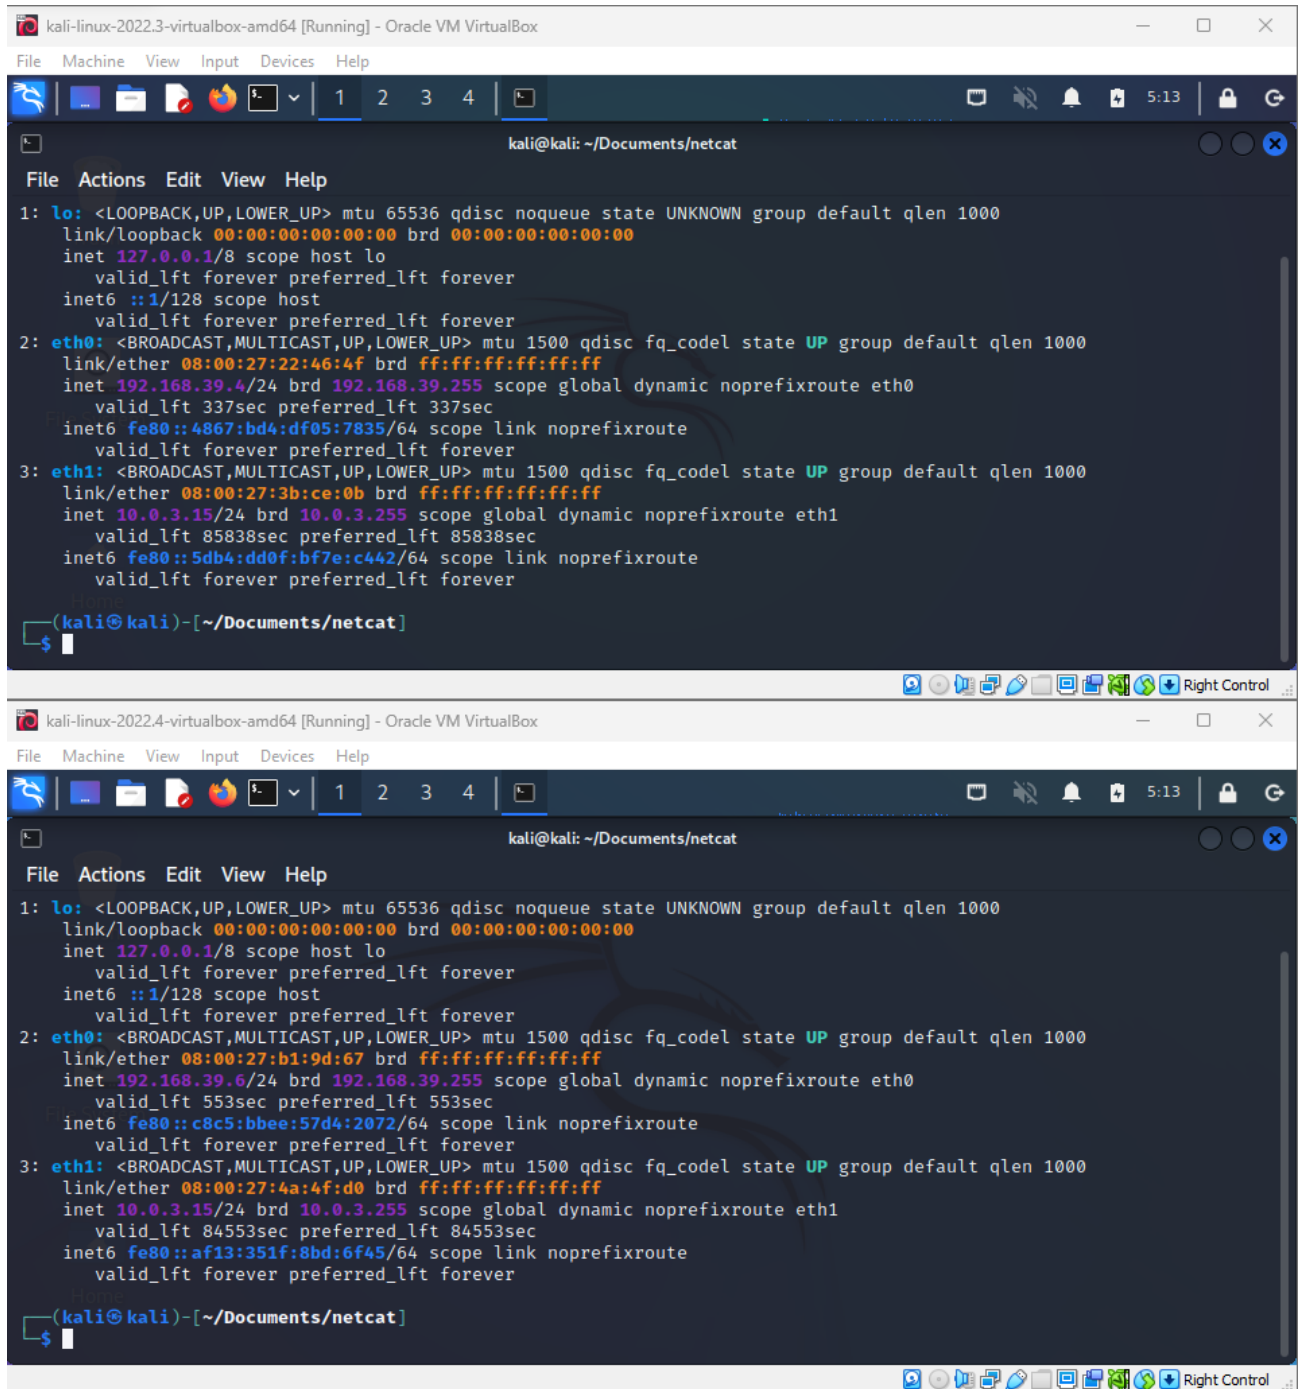 kali-linux-2022.3-virtualbox-amd64 [Running] - Oracle VM VirtualBox
File Machine View Input Devices Help
1 2 3 4 5:13
kali@kali: ~/Documents/netcat
File Actions Edit View Help
1: lo: <LOOPBACK,UP,LOWER_UP> mtu 65536 qdisc noqueue state UNKNOWN group default qlen 1000
link/loopback 00:00:00:00:00:00 brd 00:00:00:00:00:00
inet 127.0.0.1/8 scope host lo
valid_lft forever preferred_lft forever
inet6 ::1/128 scope host
valid_lft forever preferred_lft forever
2: eth0: <BROADCAST,MULTICAST,UP,LOWER_UP> mtu 1500 qdisc fq_codel state UP group default qlen 1000
link/ether 08:00:27:22:46:4f brd ff:ff:ff:ff:ff:ff
inet 192.168.39.4/24 brd 192.168.39.255 scope global dynamic noprefixroute eth0
valid_lft 337sec preferred_lft 337sec
inet6 fe80::4867:bd4:df05:7835/64 scope link noprefixroute
valid_lft forever preferred_lft forever
3: eth1: <BROADCAST,MULTICAST,UP,LOWER_UP> mtu 1500 qdisc fq_codel state UP group default qlen 1000
link/ether 08:00:27:3b:ce:0b brd ff:ff:ff:ff:ff:ff
inet 10.0.3.15/24 brd 10.0.3.255 scope global dynamic noprefixroute eth1
valid_lft 85838sec preferred_lft 85838sec
inet6 fe80::5db4:dd0f:bf7e:c442/64 scope link noprefixroute
valid_lft forever preferred_lft forever
Home
┌──(kali㉿kali)-[~/Documents/netcat]
└─$
Right Control
kali-linux-2022.4-virtualbox-amd64 [Running] - Oracle VM VirtualBox
File Machine View Input Devices Help
1 2 3 4 5:13
kali@kali: ~/Documents/netcat
File Actions Edit View Help
1: lo: <LOOPBACK,UP,LOWER_UP> mtu 65536 qdisc noqueue state UNKNOWN group default qlen 1000
link/loopback 00:00:00:00:00:00 brd 00:00:00:00:00:00
inet 127.0.0.1/8 scope host lo
valid_lft forever preferred_lft forever
inet6 ::1/128 scope host
valid_lft forever preferred_lft forever
2: eth0: <BROADCAST,MULTICAST,UP,LOWER_UP> mtu 1500 qdisc fq_codel state UP group default qlen 1000
link/ether 08:00:27:b1:9d:67 brd ff:ff:ff:ff:ff:ff
inet 192.168.39.6/24 brd 192.168.39.255 scope global dynamic noprefixroute eth0
valid_lft 553sec preferred_lft 553sec
inet6 fe80::c8c5:bbee:57d4:2072/64 scope link noprefixroute
valid_lft forever preferred_lft forever
3: eth1: <BROADCAST,MULTICAST,UP,LOWER_UP> mtu 1500 qdisc fq_codel state UP group default qlen 1000
link/ether 08:00:27:4a:4f:d0 brd ff:ff:ff:ff:ff:ff
inet 10.0.3.15/24 brd 10.0.3.255 scope global dynamic noprefixroute eth1
valid_lft 84553sec preferred_lft 84553sec
inet6 fe80::af13:351f:8bd:6f45/64 scope link noprefixroute
valid_lft forever preferred_lft forever
Home
┌──(kali㉿kali)-[~/Documents/netcat]
└─$
Right Control